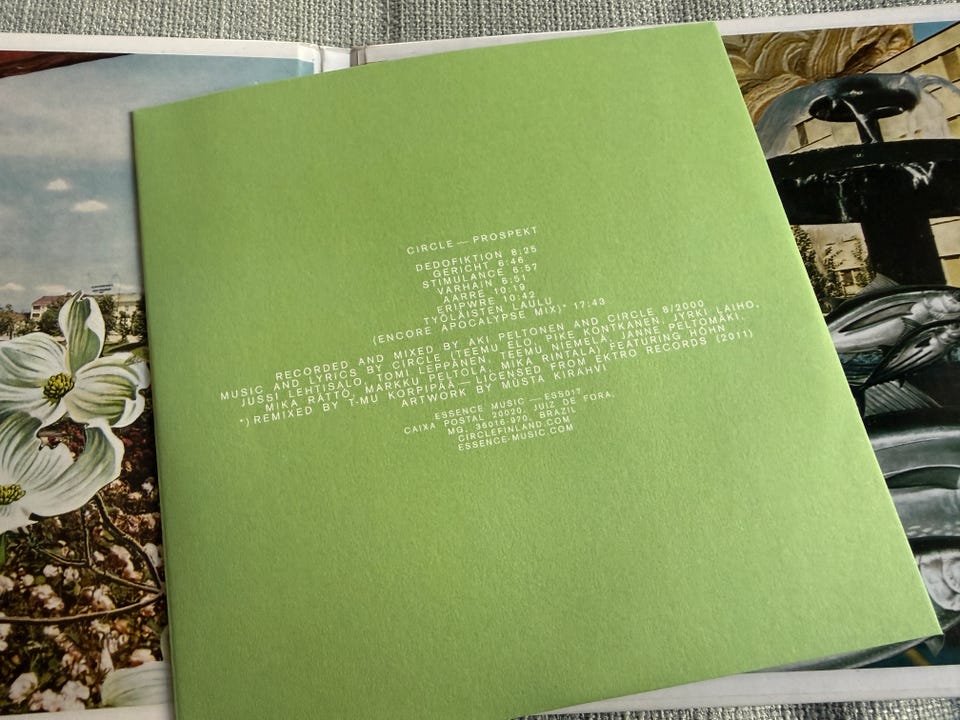 CIRCLE — PROSPEKT
DEDOFIKTION 8:25
GERICHT 6:46
STIMULANCE 6:57
VARHAIN 6:51
AARRE 10:19
ERIPWRE 10:42
TYÖLÄISTEN LAULU
(ENCORE APOCALYPSE MIX)* 17:43
RECORDED AND MIXED BY AKI PELTONEN AND CIRCLE 8/2000
MUSIC AND LYRICS BY CIRCLE (TEEMU ELO, PIKE KONTKANEN, JYRKI LAIHO,
JUSSI LEHTISALO, TOMI LEPPÄNEN, TEEMU NIEMELÄ, JANNE PELTOMÄKI,
MIKA RÄTTÖ, MARKKU PELTOLA, MIKA RINTALA) FEATURING HÖHN
*) REMIXED BY T-MU KORPIPÄÄ — LICENSED FROM EKTRO RECORDS (2011)
ARTWORK BY MUSTA KIRAHVI
ESSENCE MUSIC — ESS017
CAIXA POSTAL 20020, JUIZ DE FORA,
MG, 36016-970, BRAZIL
CIRCLEFINLAND.COM
ESSENCE-MUSIC.COM